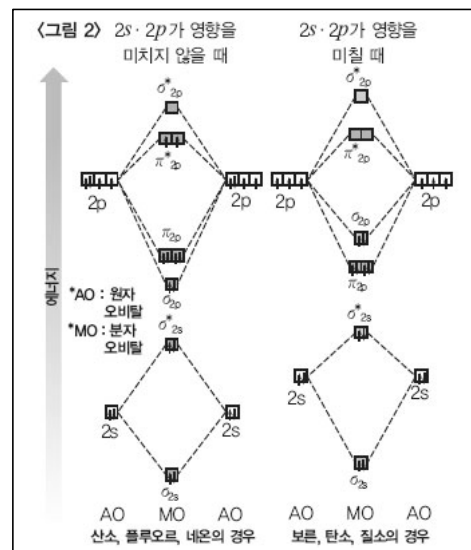 〈그림 2〉 2s · 2p가 영향을 미치지 않을 때
2s · 2p가 영향을 미칠 때
에너지
σ*2p
π*2p
2p
2p
π2p
σ2p
*AO : 원자 오비탈
*MO : 분자 오비탈
σ*2s
2s
2s
σ2s
AO MO AO
산소, 플루오르, 네온의 경우
σ*2p
π*2p
2p
2p
σ2p
π2p
σ*2s
2s
2s
σ2s
AO MO AO
보른, 탄소, 질소의 경우